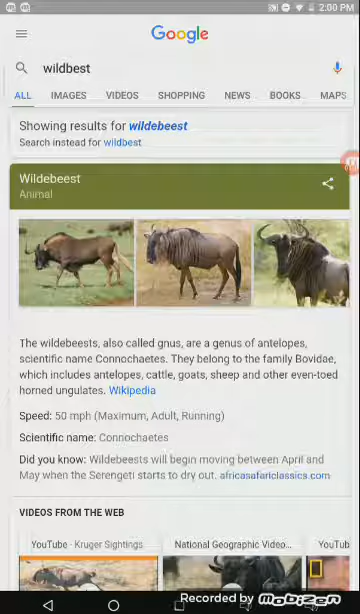 2:00 PM
Google
wildbest
ALL IMAGES VIDEOS SHOPPING NEWS BOOKS MAPS
Showing results for wildebeest
Search instead for wildbest
Wildebeest
Animal
The wildebeests, also called gnus, are a genus of antelopes,
scientific name Connochaetes. They belong to the family Bovidae,
which includes antelopes, cattle, goats, sheep and other even-toed
horned ungulates. Wikipedia
Speed: 50 mph (Maximum, Adult, Running)
Scientific name: Connochaetes
Did you know: Wildebeests will begin moving between April and
May when the Serengeti starts to dry out. africasafariclassics.com
VIDEOS FROM THE WEB
YouTube - Kruger Sightings
National Geographic Video...
YouTub
Recorded by mobizen